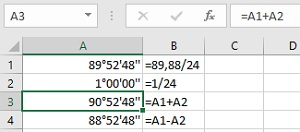 A3 fx =A1+A2
A B C D
1 89°52'48" =89,88/24
2 1°00'00" =1/24
3 90°52'48" =A1+A2
4 88°52'48" =A1-A2